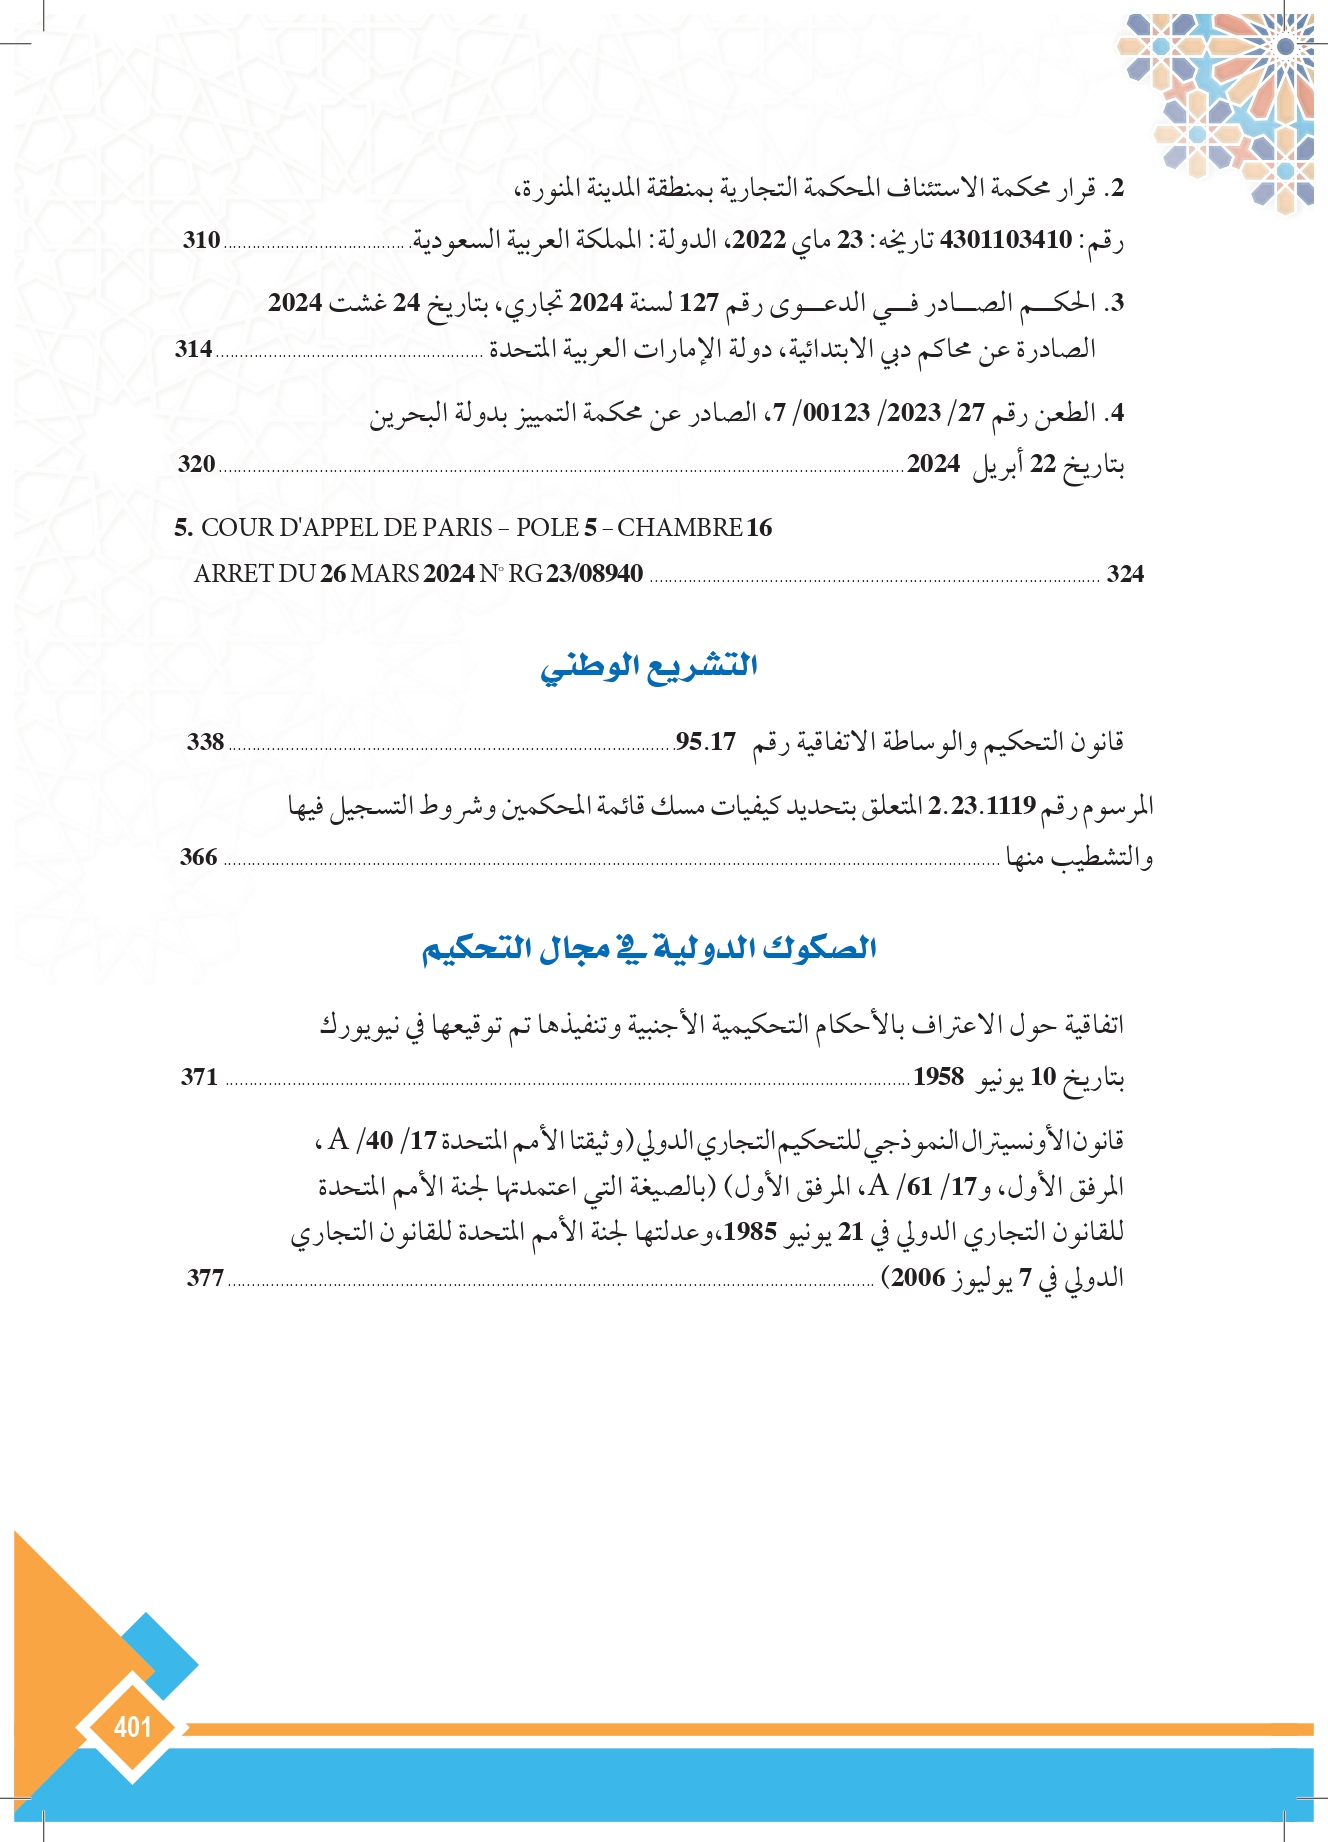 2. قرار محكمة الاستئناف المحكمة التجارية بمنطقة المدينة المنورة،
رقم: 4301103410 تاريخه: 23 ماي 2022، الدولة: المملكة العربية السعودية. ..................................... 310
3. الحكـــم الصـــادر فـــي الدعـــوى رقم 127 لسنة 2024 تجاري، بتاريخ 24 غشت 2024
الصادرة عن محاكم دبي الابتدائية، دولة الإمارات العربية المتحدة ....................................................... 314
4. الطعن رقم 27/ 2023/ 00123/ 7، الصادر عن محكمة التمييز بدولة البحرين
بتاريخ 22 أبريل 2024 ............................................................................................................ 320
5. COUR D'APPEL DE PARIS – POLE 5 – CHAMBRE 16
ARRET DU 26 MARS 2024 N° RG 23/08940 ............................................................................................ 324
التشريع الوطني
قانون التحكيم والوساطة الاتفاقية رقم 95.17 ........................................................................................... 338
المرسوم رقم 2.23.1119 المتعلق بتحديد كيفيات مسك قائمة المحكمين وشروط التسجيل فيها
والتشطيب منها ............................................................................................................ 366
الصكوك الدولية في مجال التحكيم
اتفاقية حول الاعتراف بالأحكام التحكيمية الأجنبية وتنفيذها تم توقيعها في نيويورك
بتاريخ 10 يونيو 1958 ............................................................................................................ 371
قانون الأونسيترال النموذجي للتحكيم التجاري الدولي (وثيقتا الأمم المتحدة 17/ 40/ A ،
المرفق الأول، و17/ 61/ A، المرفق الأول) (بالصيغة التي اعتمدتها لجنة الأمم المتحدة
للقانون التجاري الدولي في 21 يونيو 1985،وعدلتها لجنة الأمم المتحدة للقانون التجاري
الدولي في 7 يوليوز 2006) ............................................................................................................ 377
401